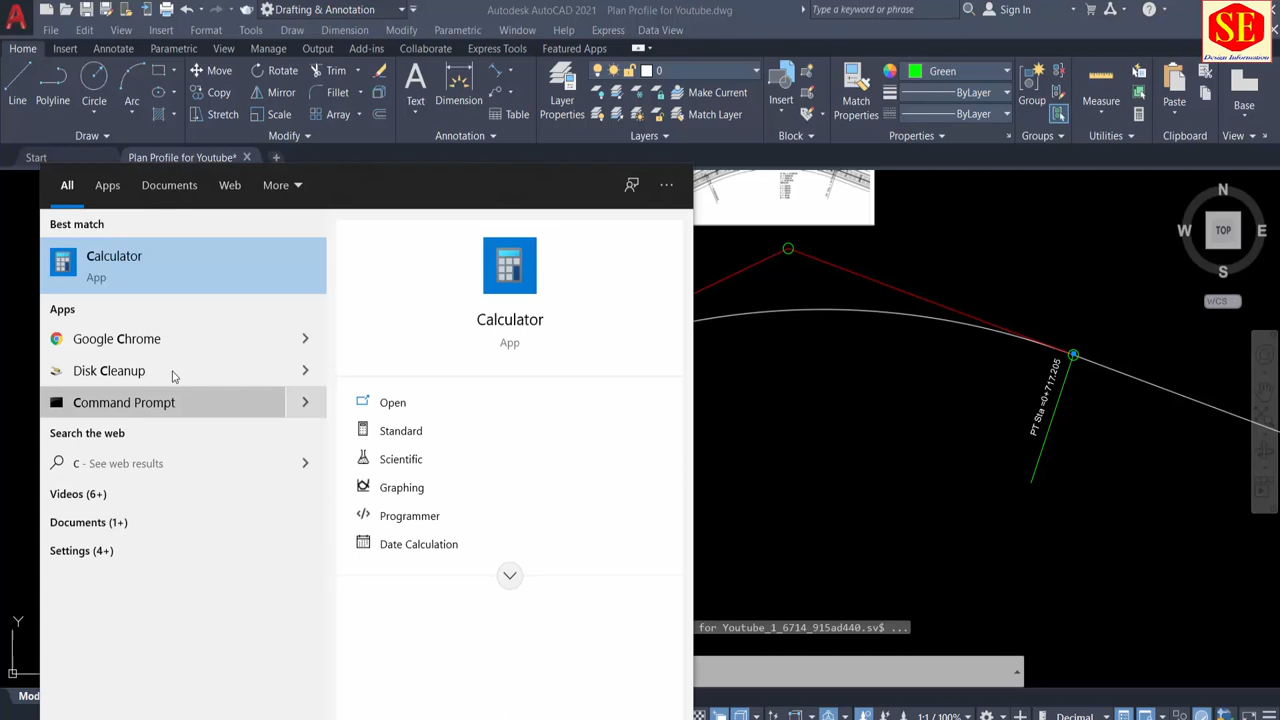 Drafting & Annotation
Autodesk AutoCAD 2021 Plan Profile for Youtube.dwg
Type a keyword or phrase
Sign In
SE
Design Information
File Edit View Insert Format Tools Draw Dimension Modify Parametric Window Help Express Data View
Home Insert Annotate Parametric View Manage Output Add-ins Collaborate Express Tools Featured Apps
Line Polyline Circle Arc
Move Rotate Trim
Copy Mirror Fillet
Stretch Scale Array
Text Dimension Table
Layer Properties
0
Make Current
Match Layer
Insert
Match Properties
Green
ByLayer
ByLayer
Group
Measure
Paste
Base
Draw Modify Annotation Layers Block Properties Groups Utilities Clipboard View
Start Plan Profile for Youtube*
All Apps Documents Web More
Best match
Calculator
App
Apps
Google Chrome
Disk Cleanup
Command Prompt
Search the web
C - See web results
Videos (6+)
Documents (1+)
Settings (4+)
Calculator
App
Open
Standard
Scientific
Graphing
Programmer
Date Calculation
N
W TOP E
S
WCS
PT Sta =0+717.205
for Youtube_1_6714_915ad440.sv$ ...
Y
Mod
1:1 / 100%
Decimal